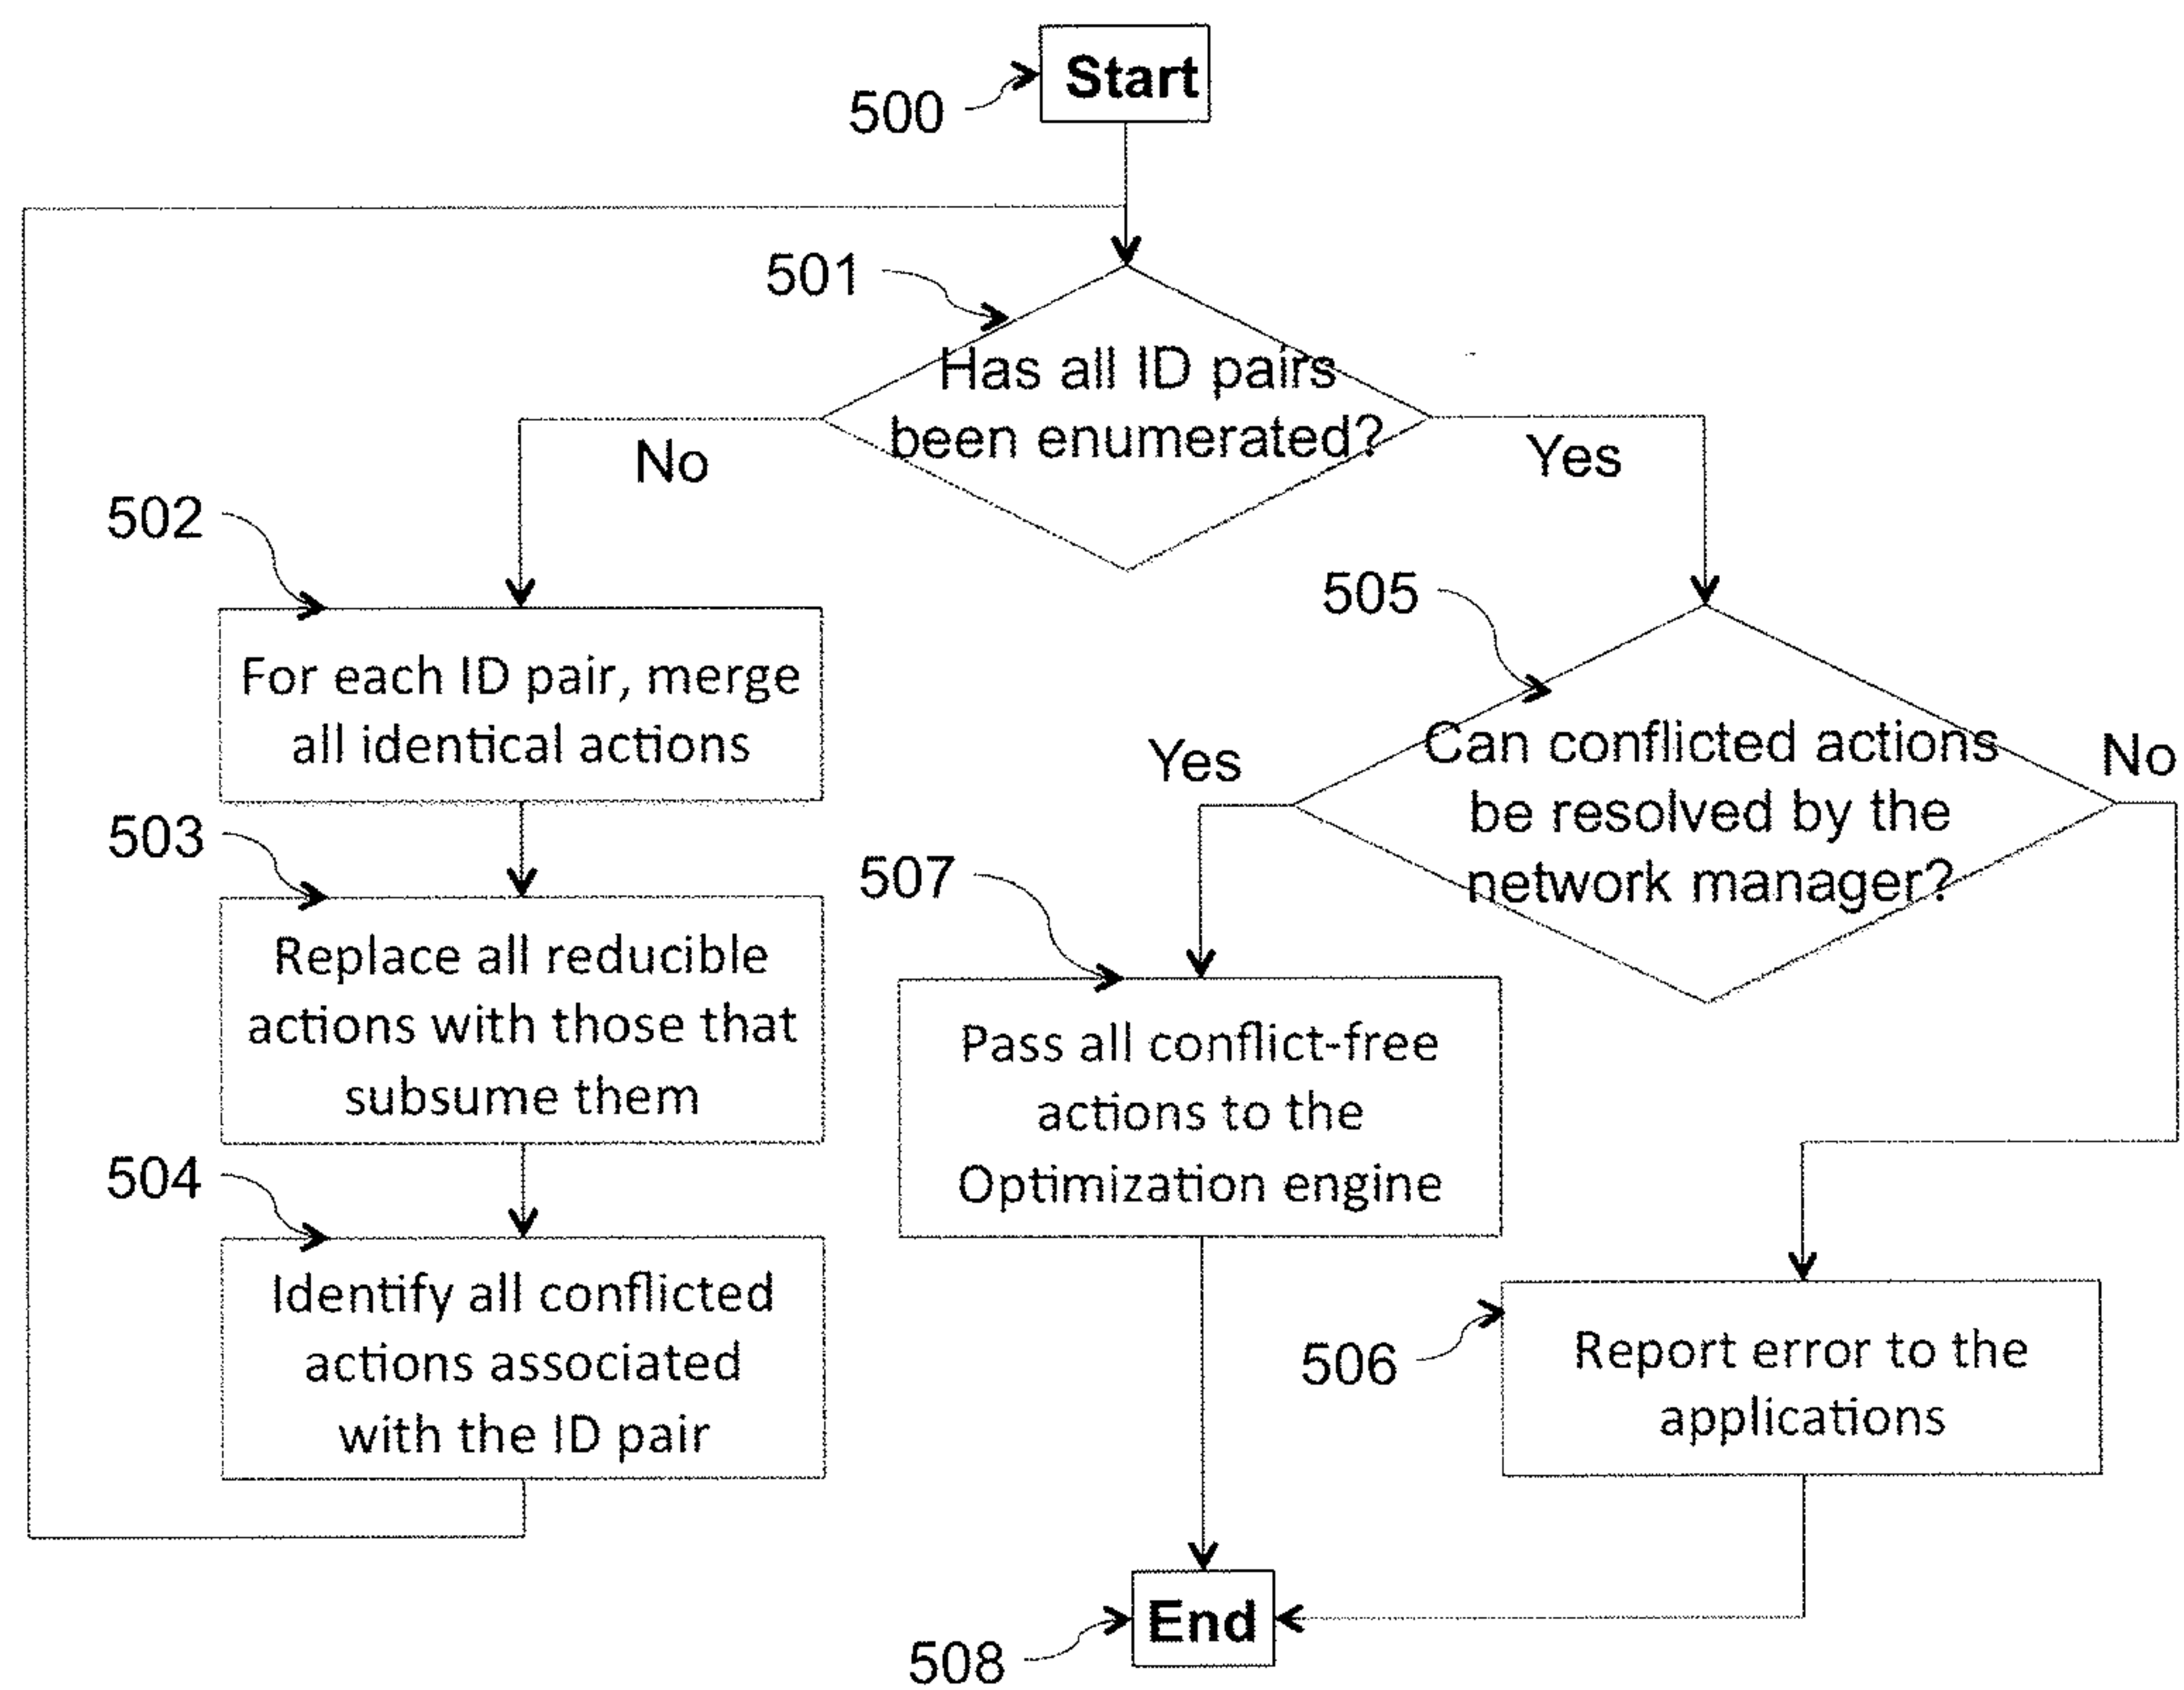 500
Start
501
Has all ID pairs
been enumerated?
No
Yes
502
For each ID pair, merge
all identical actions
503
Replace all reducible
actions with those that
subsume them
504
Identify all conflicted
actions associated
with the ID pair
505
Can conflicted actions
be resolved by the
network manager?
Yes
No
507
Pass all conflict-free
actions to the
Optimization engine
506
Report error to the
applications
508
End